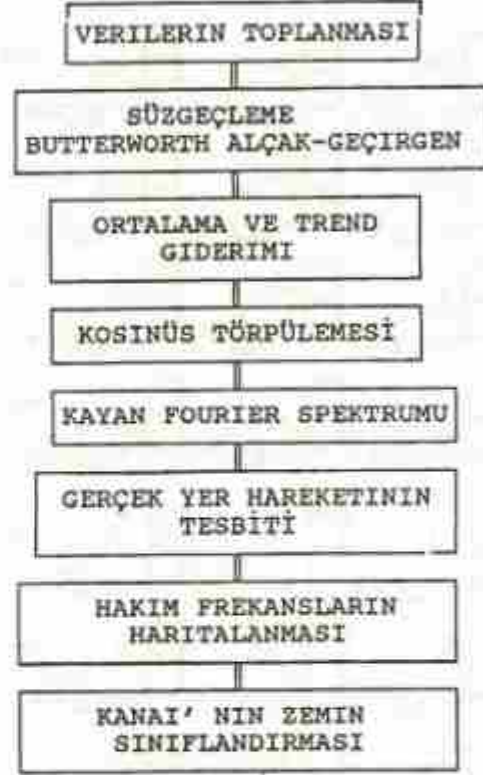 VERILERIN TOPLANMASI
SÜZGEÇLEME
BUTTERWORTH ALÇAK-GEÇIRGEN
ORTALAMA VE TREND
GIDERIMI
KOSINÜS TÖRPÜLEMESİ
KAYAN FOURIER SPEKTRUMU
GERÇEK YER HAREKETININ
TESBİTİ
HAKIM FREKANSLARIN
HARITALANMASI
KANAI' NIN ZEMIN
SINIFLANDIRMASI